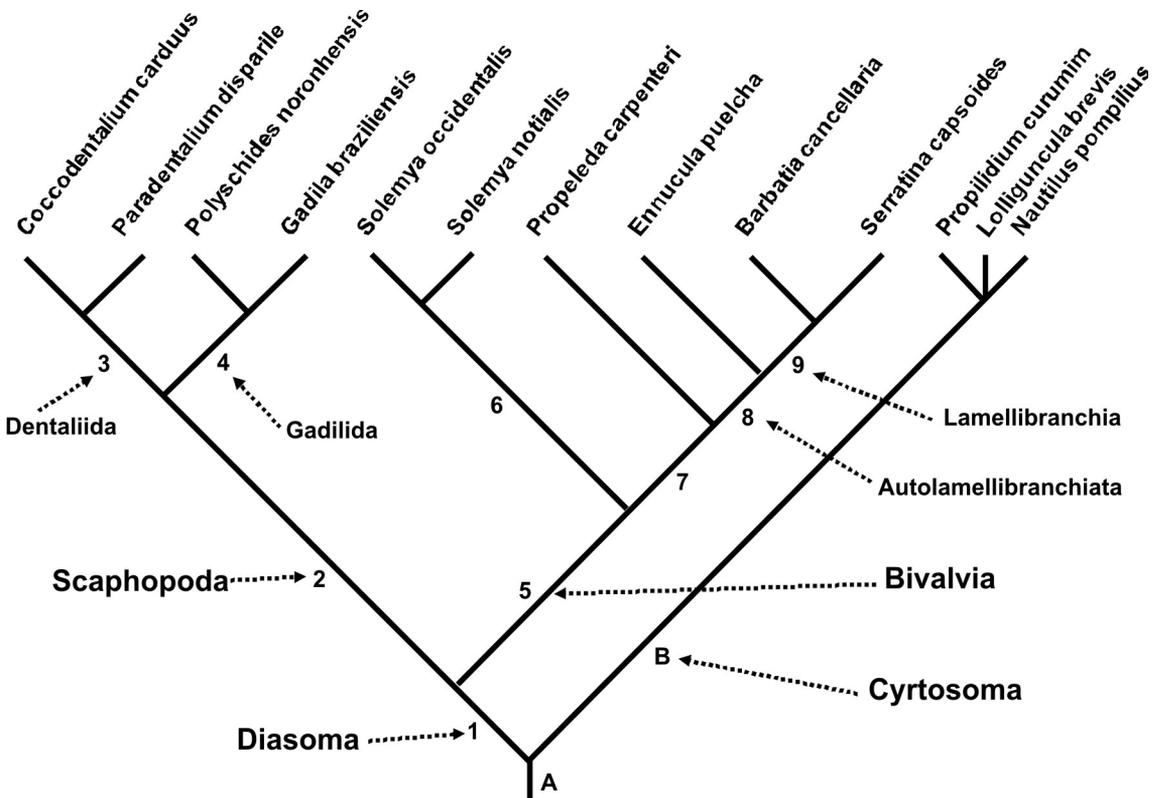 Coccodentalium carduus
Paradentalium disparile
Polyschides noronhensis
Gadila braziliensis
Solemya occidentalis
Solemya notialis
Propeleda carpenteri
Ennucula puelcha
Barbatia cancellaria
Serratina capsoides
Propilidium curumim
Lolliguncula brevis
Nautilus pompilius
3
4
9
Dentaliida
Gadilida
6
8
Lamellibranchia
7
Autolamellibranchiata
Scaphopoda
2
5
Bivalvia
B
Cyrtosoma
Diasoma
1
A